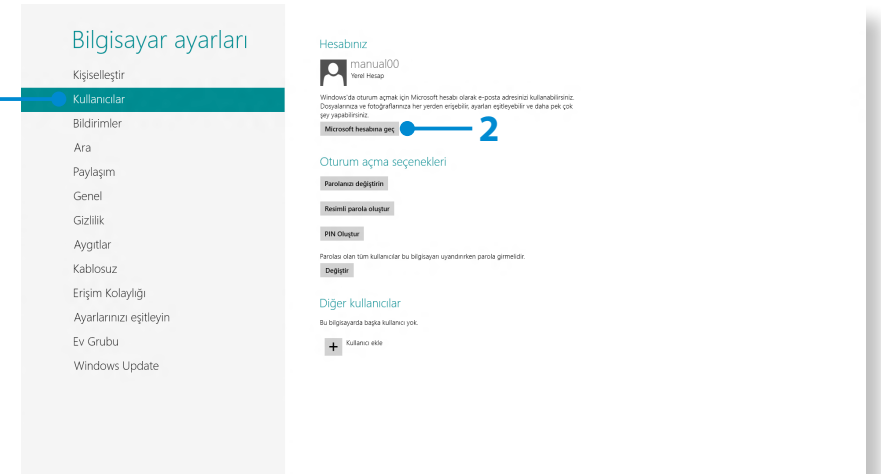 Bilgisayar ayarları
Kişiselleştir
Kullanıcılar
Bildirimler
Ara
Paylaşım
Genel
Gizlilik
Aygıtlar
Kablosuz
Erişim Kolaylığı
Ayarlarınızı eşitleyin
Ev Grubu
Windows Update
Hesabınız
manual00
Yerel Hesap
Windows'da oturum açmak için Microsoft hesabı olarak e-posta adresinizi kullanabilirsiniz.
Dosyalarınıza ve fotoğraflarınıza her yerden erişebilir, ayarları eşitleyebilir ve daha pek çok
şey yapabilirsiniz.
Microsoft hesabına geç
2
Oturum açma seçenekleri
Parolanızı değiştirin
Resimli parola oluştur
PIN Oluştur
Parolası olan tüm kullanıcılar bu bilgisayarı uyandırırken parola girmelidir.
Değiştir
Diğer kullanıcılar
Bu bilgisayarda başka kullanıcı yok.
+ Kullanıcı ekle